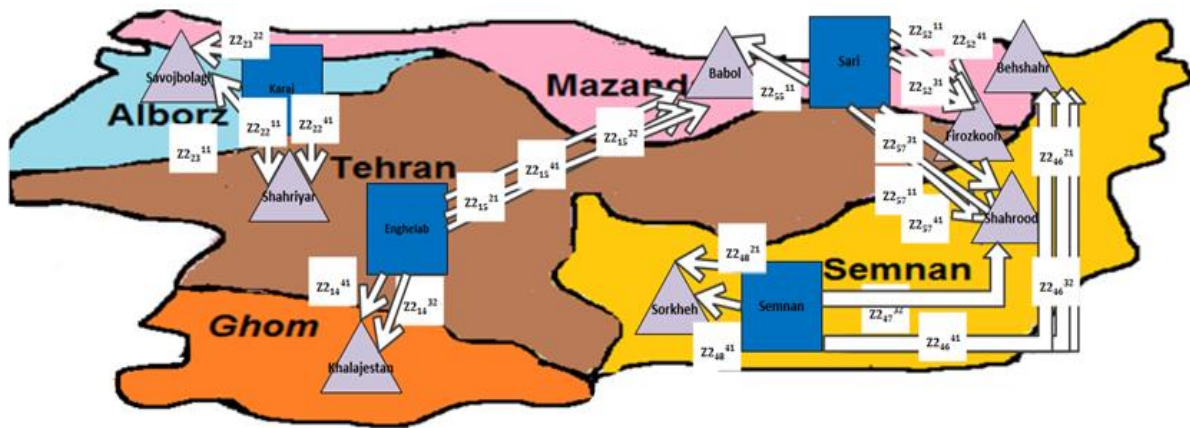 Z2₂₃²²
Savojbolagh
Karaj
Alborz
Z2₂₃¹¹
Z2₂₂¹¹
Z2₂₂⁴¹
Shahriyar
Tehran
Mazand
Babol
Z2₅₅¹¹
Sari
Z2₅₂¹¹
Z2₅₂⁴¹
Z2₅₂³¹
Behshahr
Firozkooh
Z2₁₅³²
Z2₁₅⁴¹
Z2₁₅²¹
Z2₅₇³¹
Z2₅₇¹¹
Z2₅₇⁴¹
Z2₄₆²¹
Shahrood
Enghelab
Z2₁₄⁴¹
Z2₁₄³²
Ghom
Khalajestan
Z2₄₈²¹
Sorkheh
Semnan
Semnan
Z2₄₇³²
Z2₄₆³²
Z2₄₈⁴¹
Z2₄₆⁴¹